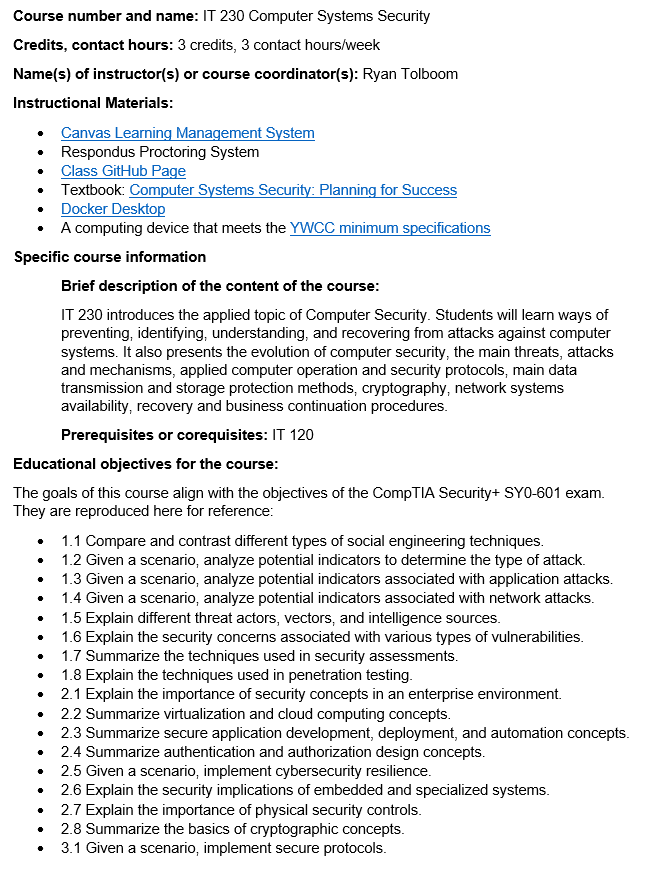 Course number and name: IT 230 Computer Systems Security
Credits, contact hours: 3 credits, 3 contact hours/week
Name(s) of instructor(s) or course coordinator(s): Ryan Tolboom
Instructional Materials:
• Canvas Learning Management System
• Respondus Proctoring System
• Class GitHub Page
• Textbook: Computer Systems Security: Planning for Success
• Docker Desktop
• A computing device that meets the YWCC minimum specifications
Specific course information
Brief description of the content of the course:
IT 230 introduces the applied topic of Computer Security. Students will learn ways of
preventing, identifying, understanding, and recovering from attacks against computer
systems. It also presents the evolution of computer security, the main threats, attacks
and mechanisms, applied computer operation and security protocols, main data
transmission and storage protection methods, cryptography, network systems
availability, recovery and business continuation procedures.
Prerequisites or corequisites: IT 120
Educational objectives for the course:
The goals of this course align with the objectives of the CompTIA Security+ SY0-601 exam.
They are reproduced here for reference:
• 1.1 Compare and contrast different types of social engineering techniques.
• 1.2 Given a scenario, analyze potential indicators to determine the type of attack.
• 1.3 Given a scenario, analyze potential indicators associated with application attacks.
• 1.4 Given a scenario, analyze potential indicators associated with network attacks.
• 1.5 Explain different threat actors, vectors, and intelligence sources.
• 1.6 Explain the security concerns associated with various types of vulnerabilities.
• 1.7 Summarize the techniques used in security assessments.
• 1.8 Explain the techniques used in penetration testing.
• 2.1 Explain the importance of security concepts in an enterprise environment.
• 2.2 Summarize virtualization and cloud computing concepts.
• 2.3 Summarize secure application development, deployment, and automation concepts.
• 2.4 Summarize authentication and authorization design concepts.
• 2.5 Given a scenario, implement cybersecurity resilience.
• 2.6 Explain the security implications of embedded and specialized systems.
• 2.7 Explain the importance of physical security controls.
• 2.8 Summarize the basics of cryptographic concepts.
• 3.1 Given a scenario, implement secure protocols.